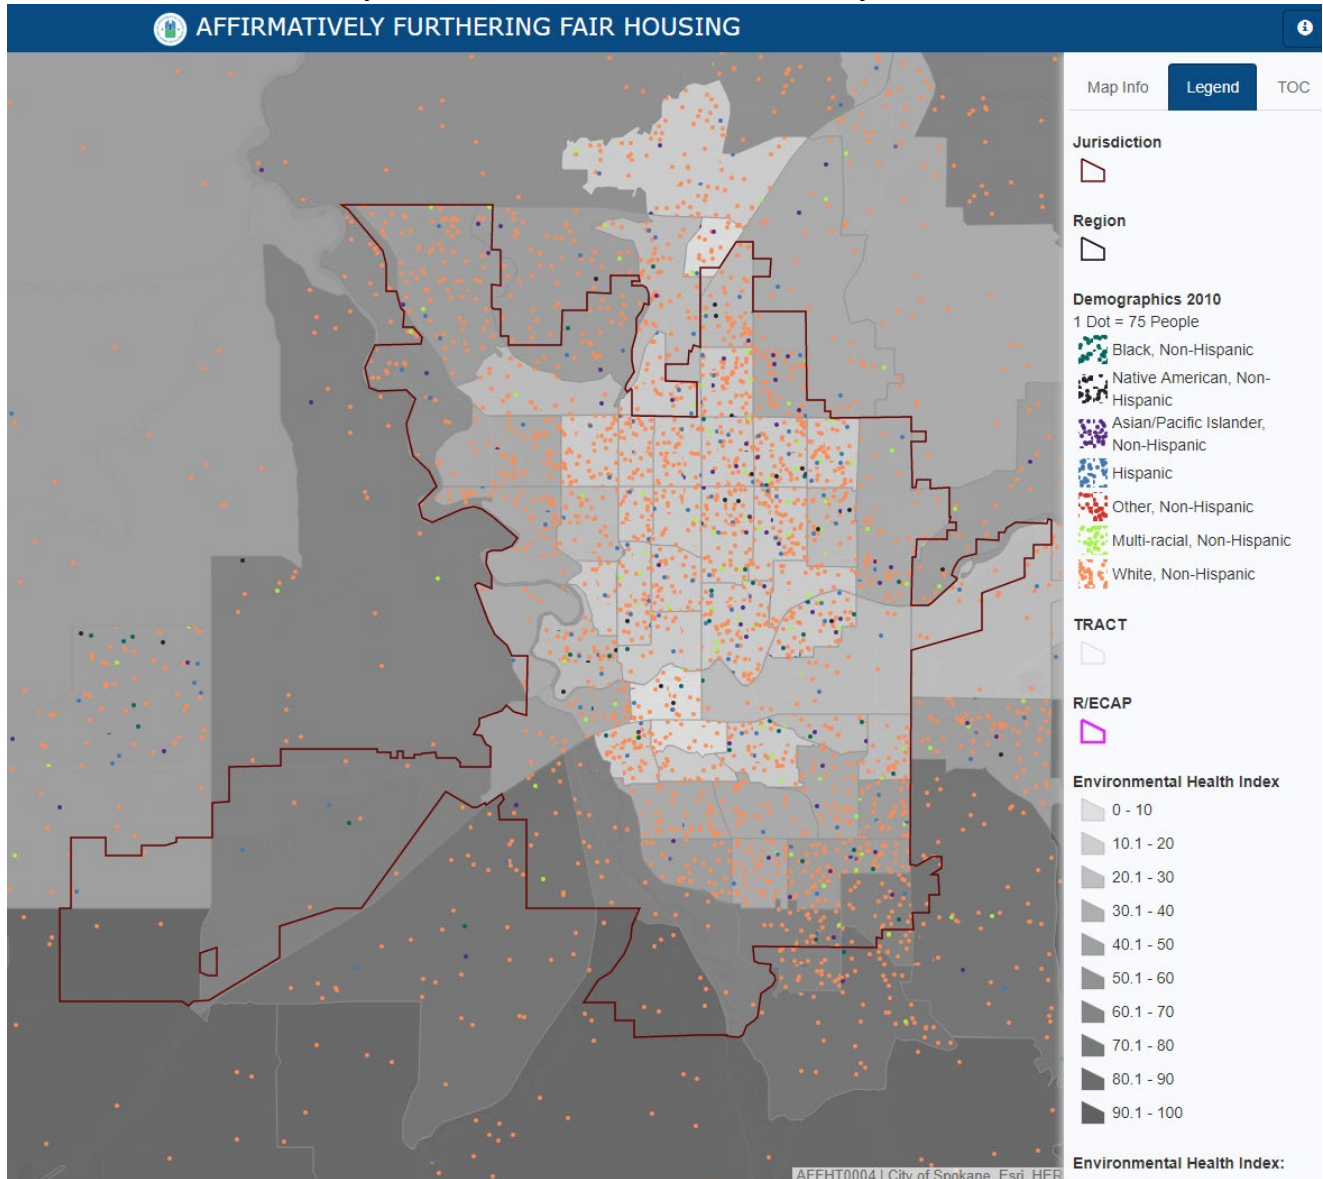 AFFIRMATIVELY FURTHERING FAIR HOUSING
Map Info
Legend
TOC
Jurisdiction
Region
Demographics 2010
1 Dot = 75 People
Black, Non-Hispanic
Native American, Non-
Hispanic
Asian/Pacific Islander,
Non-Hispanic
Hispanic
Other, Non-Hispanic
Multi-racial, Non-Hispanic
White, Non-Hispanic
TRACT
R/ECAP
Environmental Health Index
0 - 10
10.1 - 20
20.1 - 30
30.1 - 40
40.1 - 50
50.1 - 60
60.1 - 70
70.1 - 80
80.1 - 90
90.1 - 100
Environmental Health Index:
AFFHT0004 | City of Spokane, Esri, HER